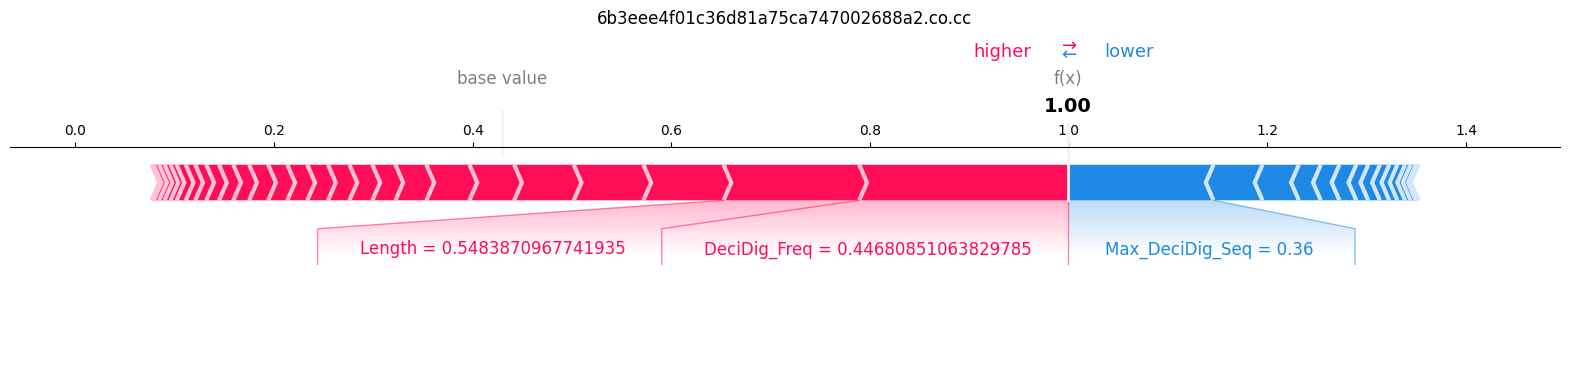 6b3eee4f01c36d81a75ca747002688a2.co.cc
higher → ← lower
base value f(x)
1.00
0.0 0.2 0.4 0.6 0.8 1.0 1.2 1.4
Length = 0.5483870967741935 DeciDig_Freq = 0.44680851063829785 Max_DeciDig_Seq = 0.36